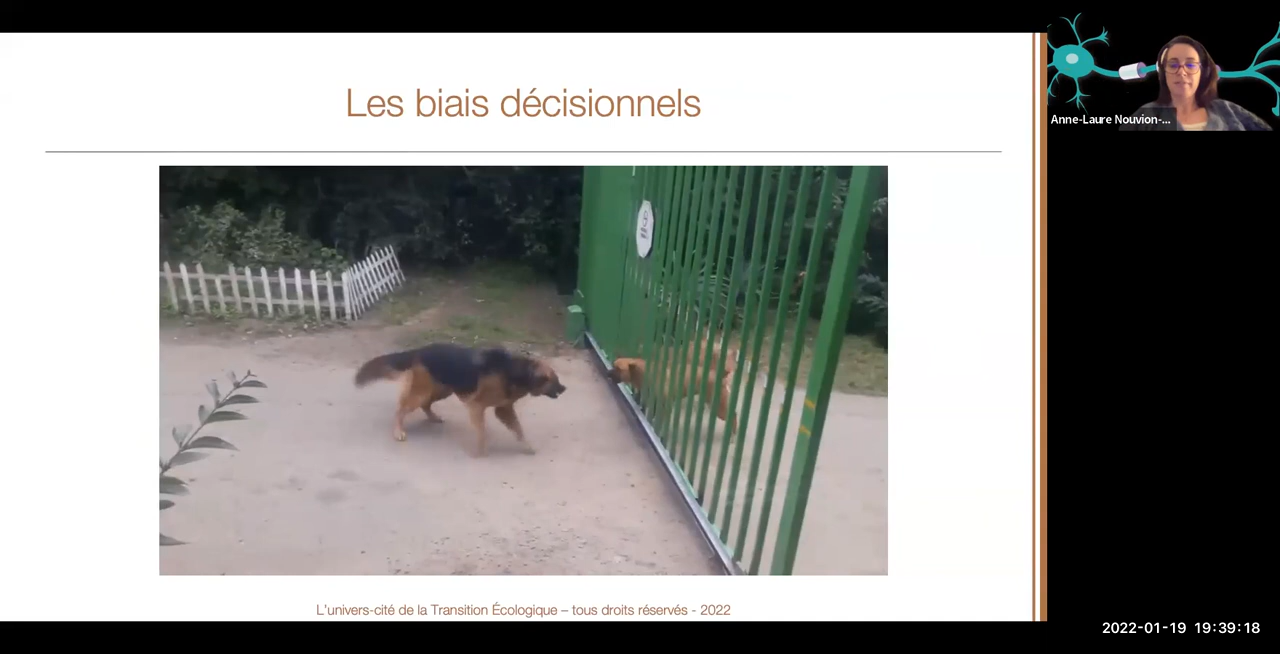 Les biais décisionnels
Anne-Laure Nouvion-...
L'univers-cité de la Transition Écologique – tous droits réservés - 2022
2022-01-19 19:39:18